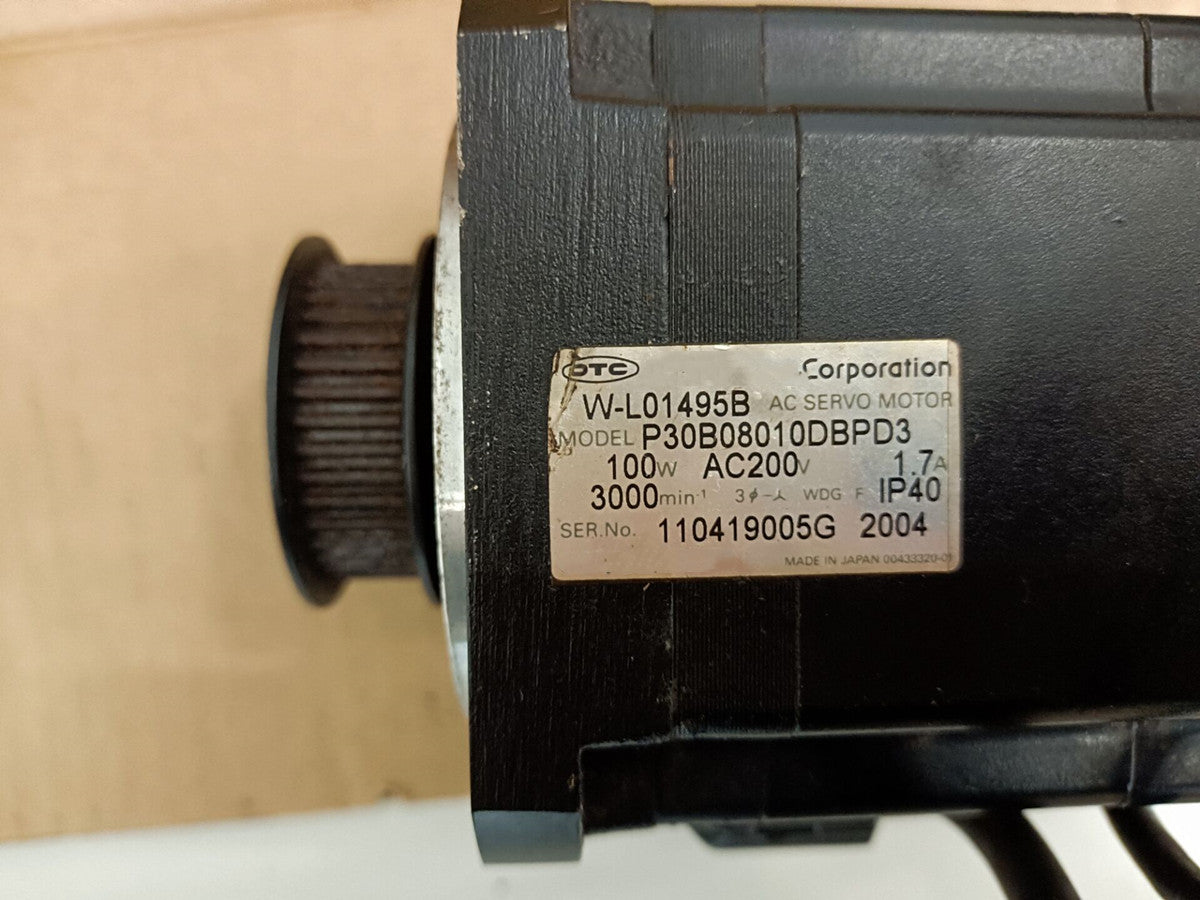 OTC Corporation
W-L01495B AC SERVO MOTOR
MODEL P30B08010DBPD3
100W AC200V 1.7A
3000min⁻¹ 3ϕ-⅄ WDG F IP40
SER.No. 110419005G 2004
MADE IN JAPAN 00433320-01